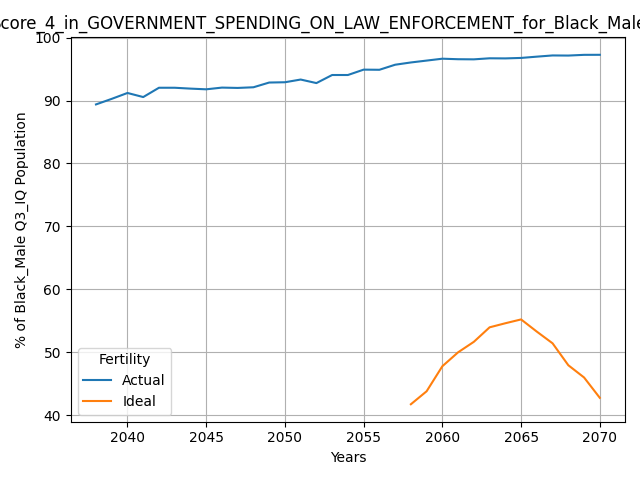 core_4_in_GOVERNMENT_SPENDING_ON_LAW_ENFORCEMENT_for_Black_Male
100
90
80
70
60
50
40
% of Black_Male Q3_IQ Population
Fertility
Actual
Ideal
2040 2045 2050 2055 2060 2065 2070
Years